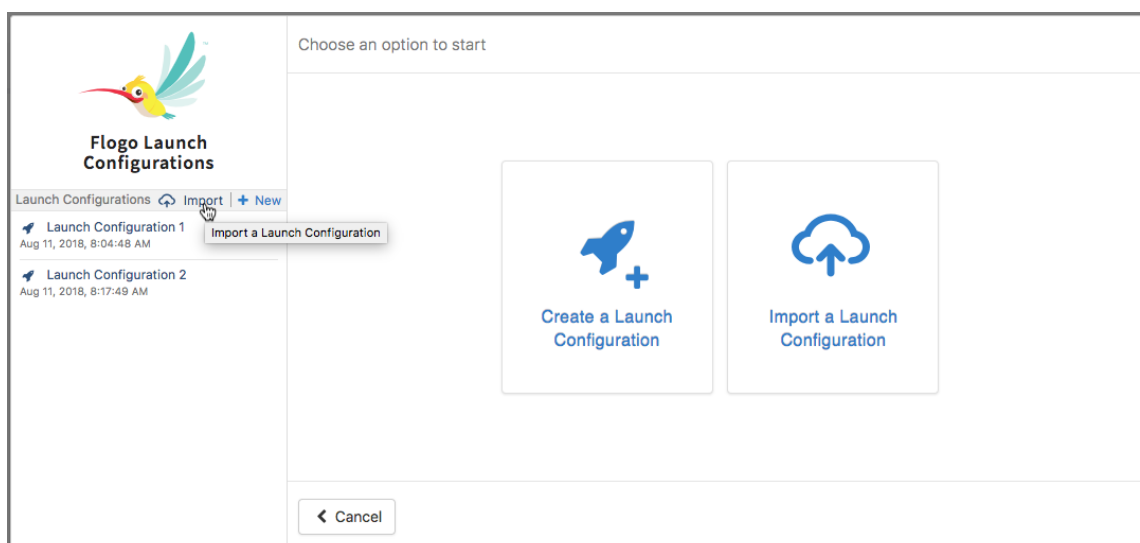 Flogo Launch
Configurations
Launch Configurations Import | + New
Launch Configuration 1
Aug 11, 2018, 8:04:48 AM
Import a Launch Configuration
Launch Configuration 2
Aug 11, 2018, 8:17:49 AM
Choose an option to start
Create a Launch
Configuration
Import a Launch
Configuration
Cancel